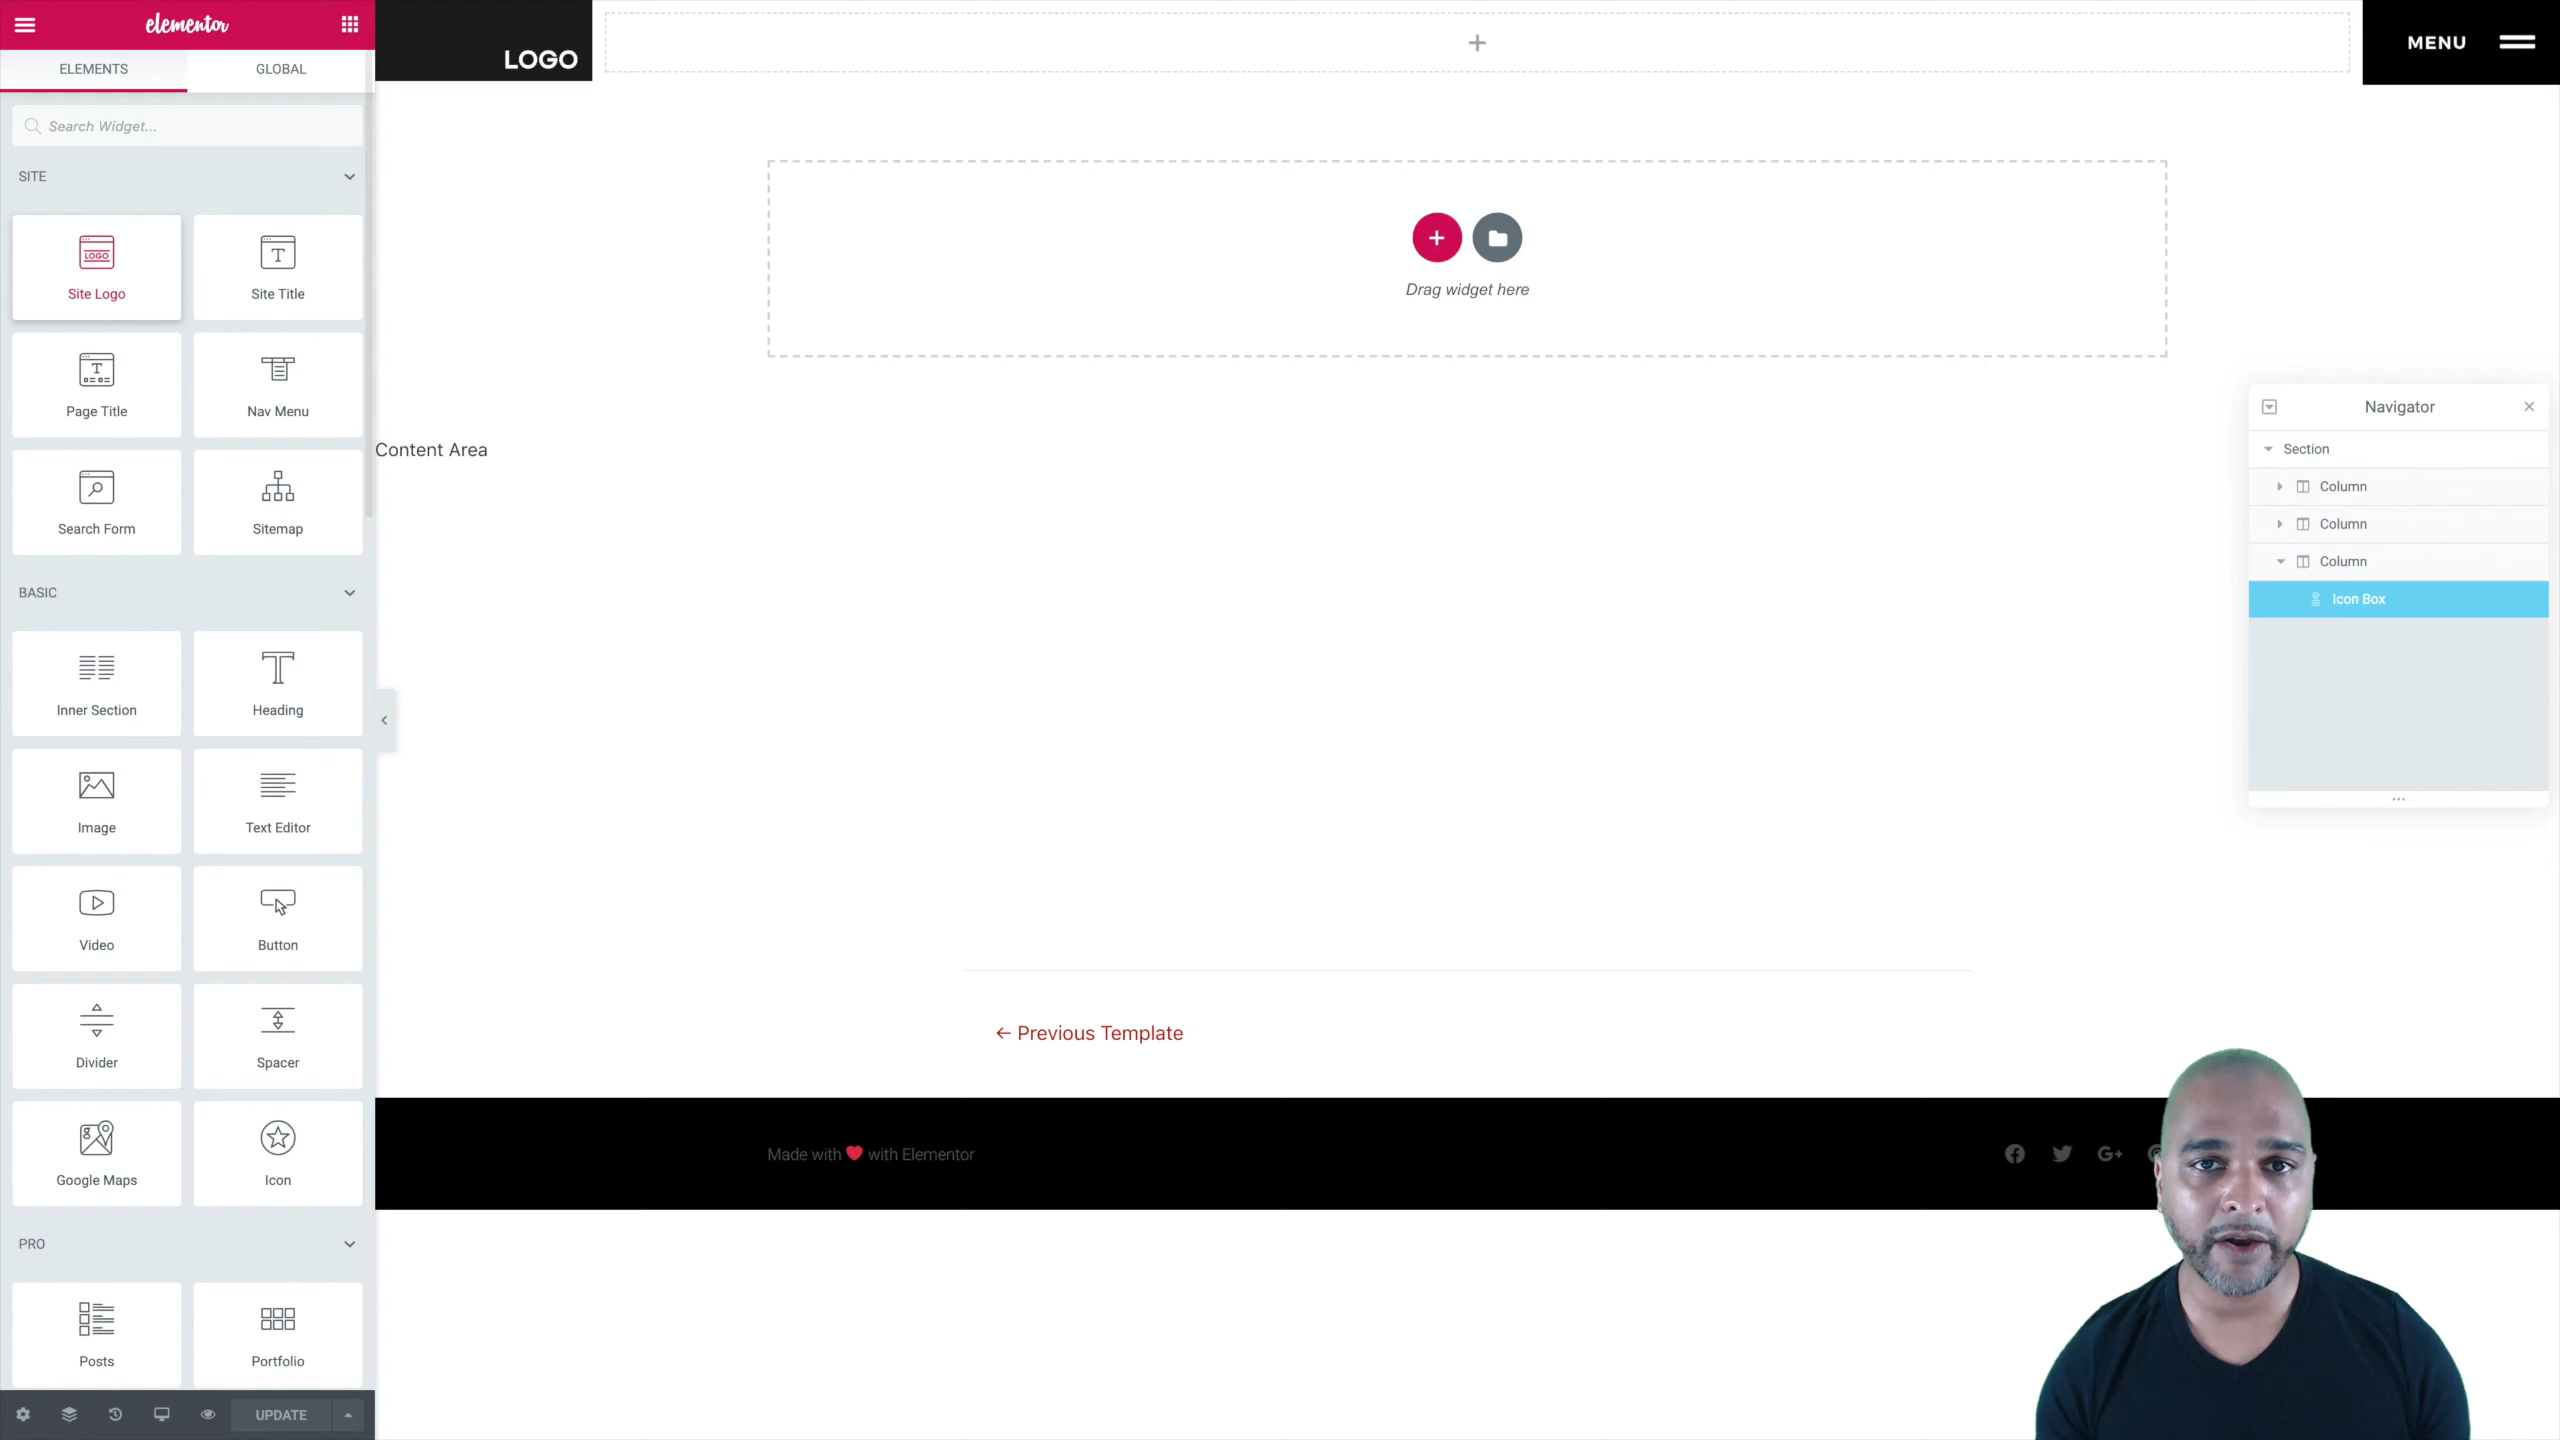 elementor
ELEMENTS
GLOBAL
Search Widget...
SITE
LOGO
Site Logo
T
Site Title
T
Page Title
Nav Menu
Search Form
Sitemap
BASIC
Inner Section
Heading
Image
Text Editor
Video
Button
Divider
Spacer
Google Maps
Icon
PRO
Posts
Portfolio
UPDATE
LOGO
MENU
Drag widget here
Content Area
Navigator
Section
Column
Column
Column
Icon Box
← Previous Template
Made with ❤ with Elementor
G+